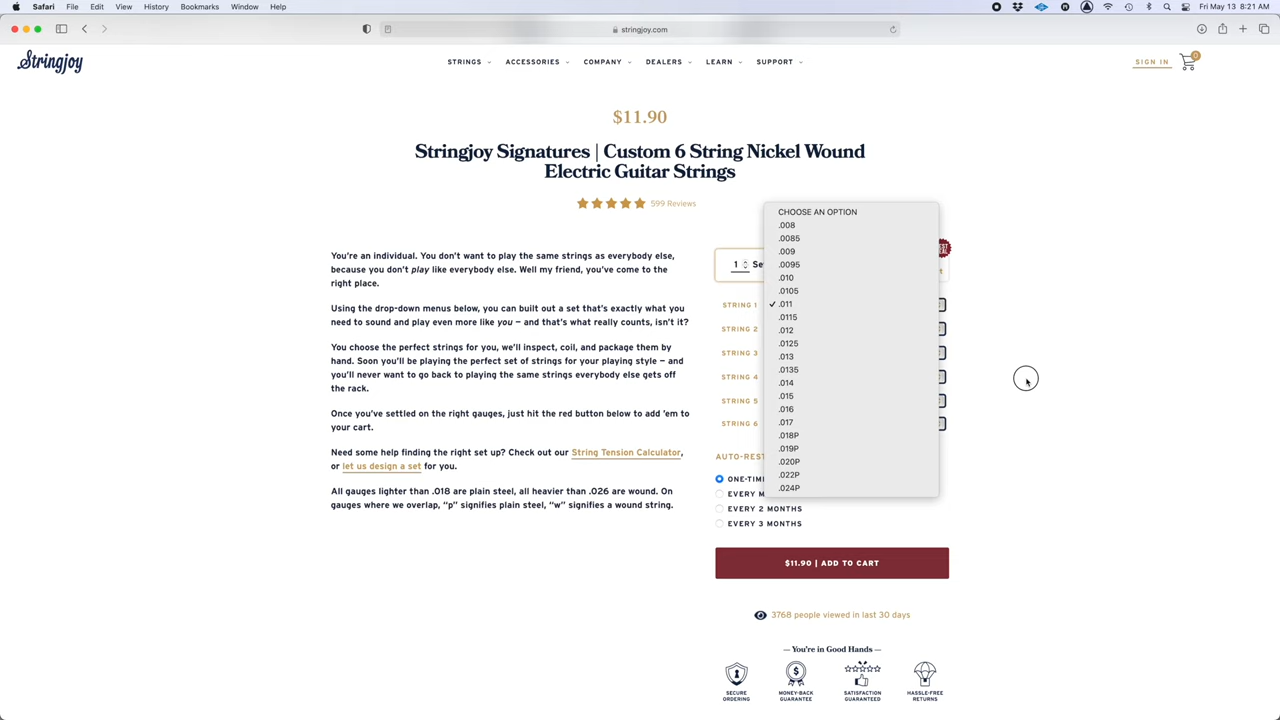 Safari File Edit View History Bookmarks Window Help
Fri May 13 8:21 AM
stringjoy.com
Stringjoy
STRINGS ACCESSORIES COMPANY DEALERS LEARN SUPPORT
SIGN IN
0
$11.90
Stringjoy Signatures | Custom 6 String Nickel Wound
Electric Guitar Strings
599 Reviews
You're an individual. You don't want to play the same strings as everybody else,
because you don't play like everybody else. Well my friend, you've come to the
right place.
Using the drop-down menus below, you can built out a set that's exactly what you
need to sound and play even more like you – and that's what really counts, isn't it?
You choose the perfect strings for you, we'll inspect, coil, and package them by
hand. Soon you'll be playing the perfect set of strings for your playing style – and
you'll never want to go back to playing the same strings everybody else gets off
the rack.
Once you've settled on the right gauges, just hit the red button below to add 'em to
your cart.
Need some help finding the right set up? Check out our String Tension Calculator,
or let us design a set for you.
All gauges lighter than .018 are plain steel, all heavier than .026 are wound. On
gauges where we overlap, "p" signifies plain steel, "w" signifies a wound string.
1 Se
STRING 1
STRING 2
STRING 3
STRING 4
STRING 5
STRING 6
CHOOSE AN OPTION
.008
.0085
.009
.0095
.010
.0105
✓ .011
.0115
.012
.0125
.013
.0135
.014
.015
.016
.017
.018P
.019P
.020P
.022P
.024P
AUTO-REST
ONE-TIM
EVERY M
EVERY 2 MONTHS
EVERY 3 MONTHS
$11.90 | ADD TO CART
3768 people viewed in last 30 days
— You're in Good Hands —
SECURE
ORDERING
MONEY-BACK
GUARANTEE
SATISFACTION
GUARANTEED
HASSLE-FREE
RETURNS